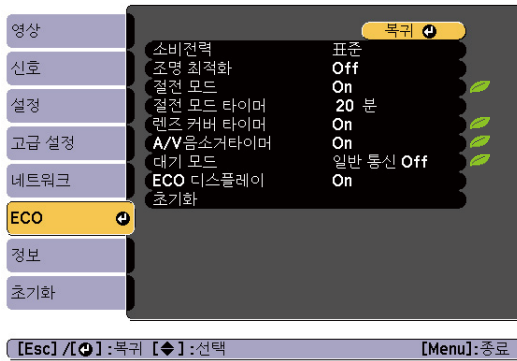 영상
신호
설정
고급 설정
네트워크
ECO
정보
초기화
복귀
소비전력 표준
조명 최적화 Off
절전 모드 On
절전 모드 타이머 20 분
렌즈 커버 타이머 On
A/V음소거타이머 On
대기 모드 일반 통신 Off
ECO 디스플레이 On
초기화
[Esc] /[ ] :복귀 [ ] :선택 [Menu]:종료